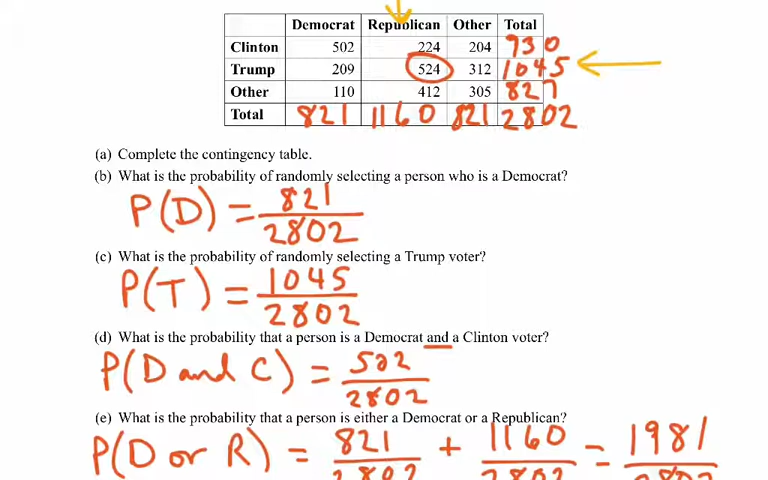 Democrat Republican Other Total
Clinton 502 224 204 930
Trump 209 524 312 1045
Other 110 412 305 827
Total 821 1160 821 2802
(a) Complete the contingency table.
(b) What is the probability of randomly selecting a person who is a Democrat?
P(D) = 821/2802
(c) What is the probability of randomly selecting a Trump voter?
P(T) = 1045/2802
(d) What is the probability that a person is a Democrat and a Clinton voter?
P(D and C) = 502/2802
(e) What is the probability that a person is either a Democrat or a Republican?
P(D or R) = 821/2802 + 1160/2802 = 1981/2802